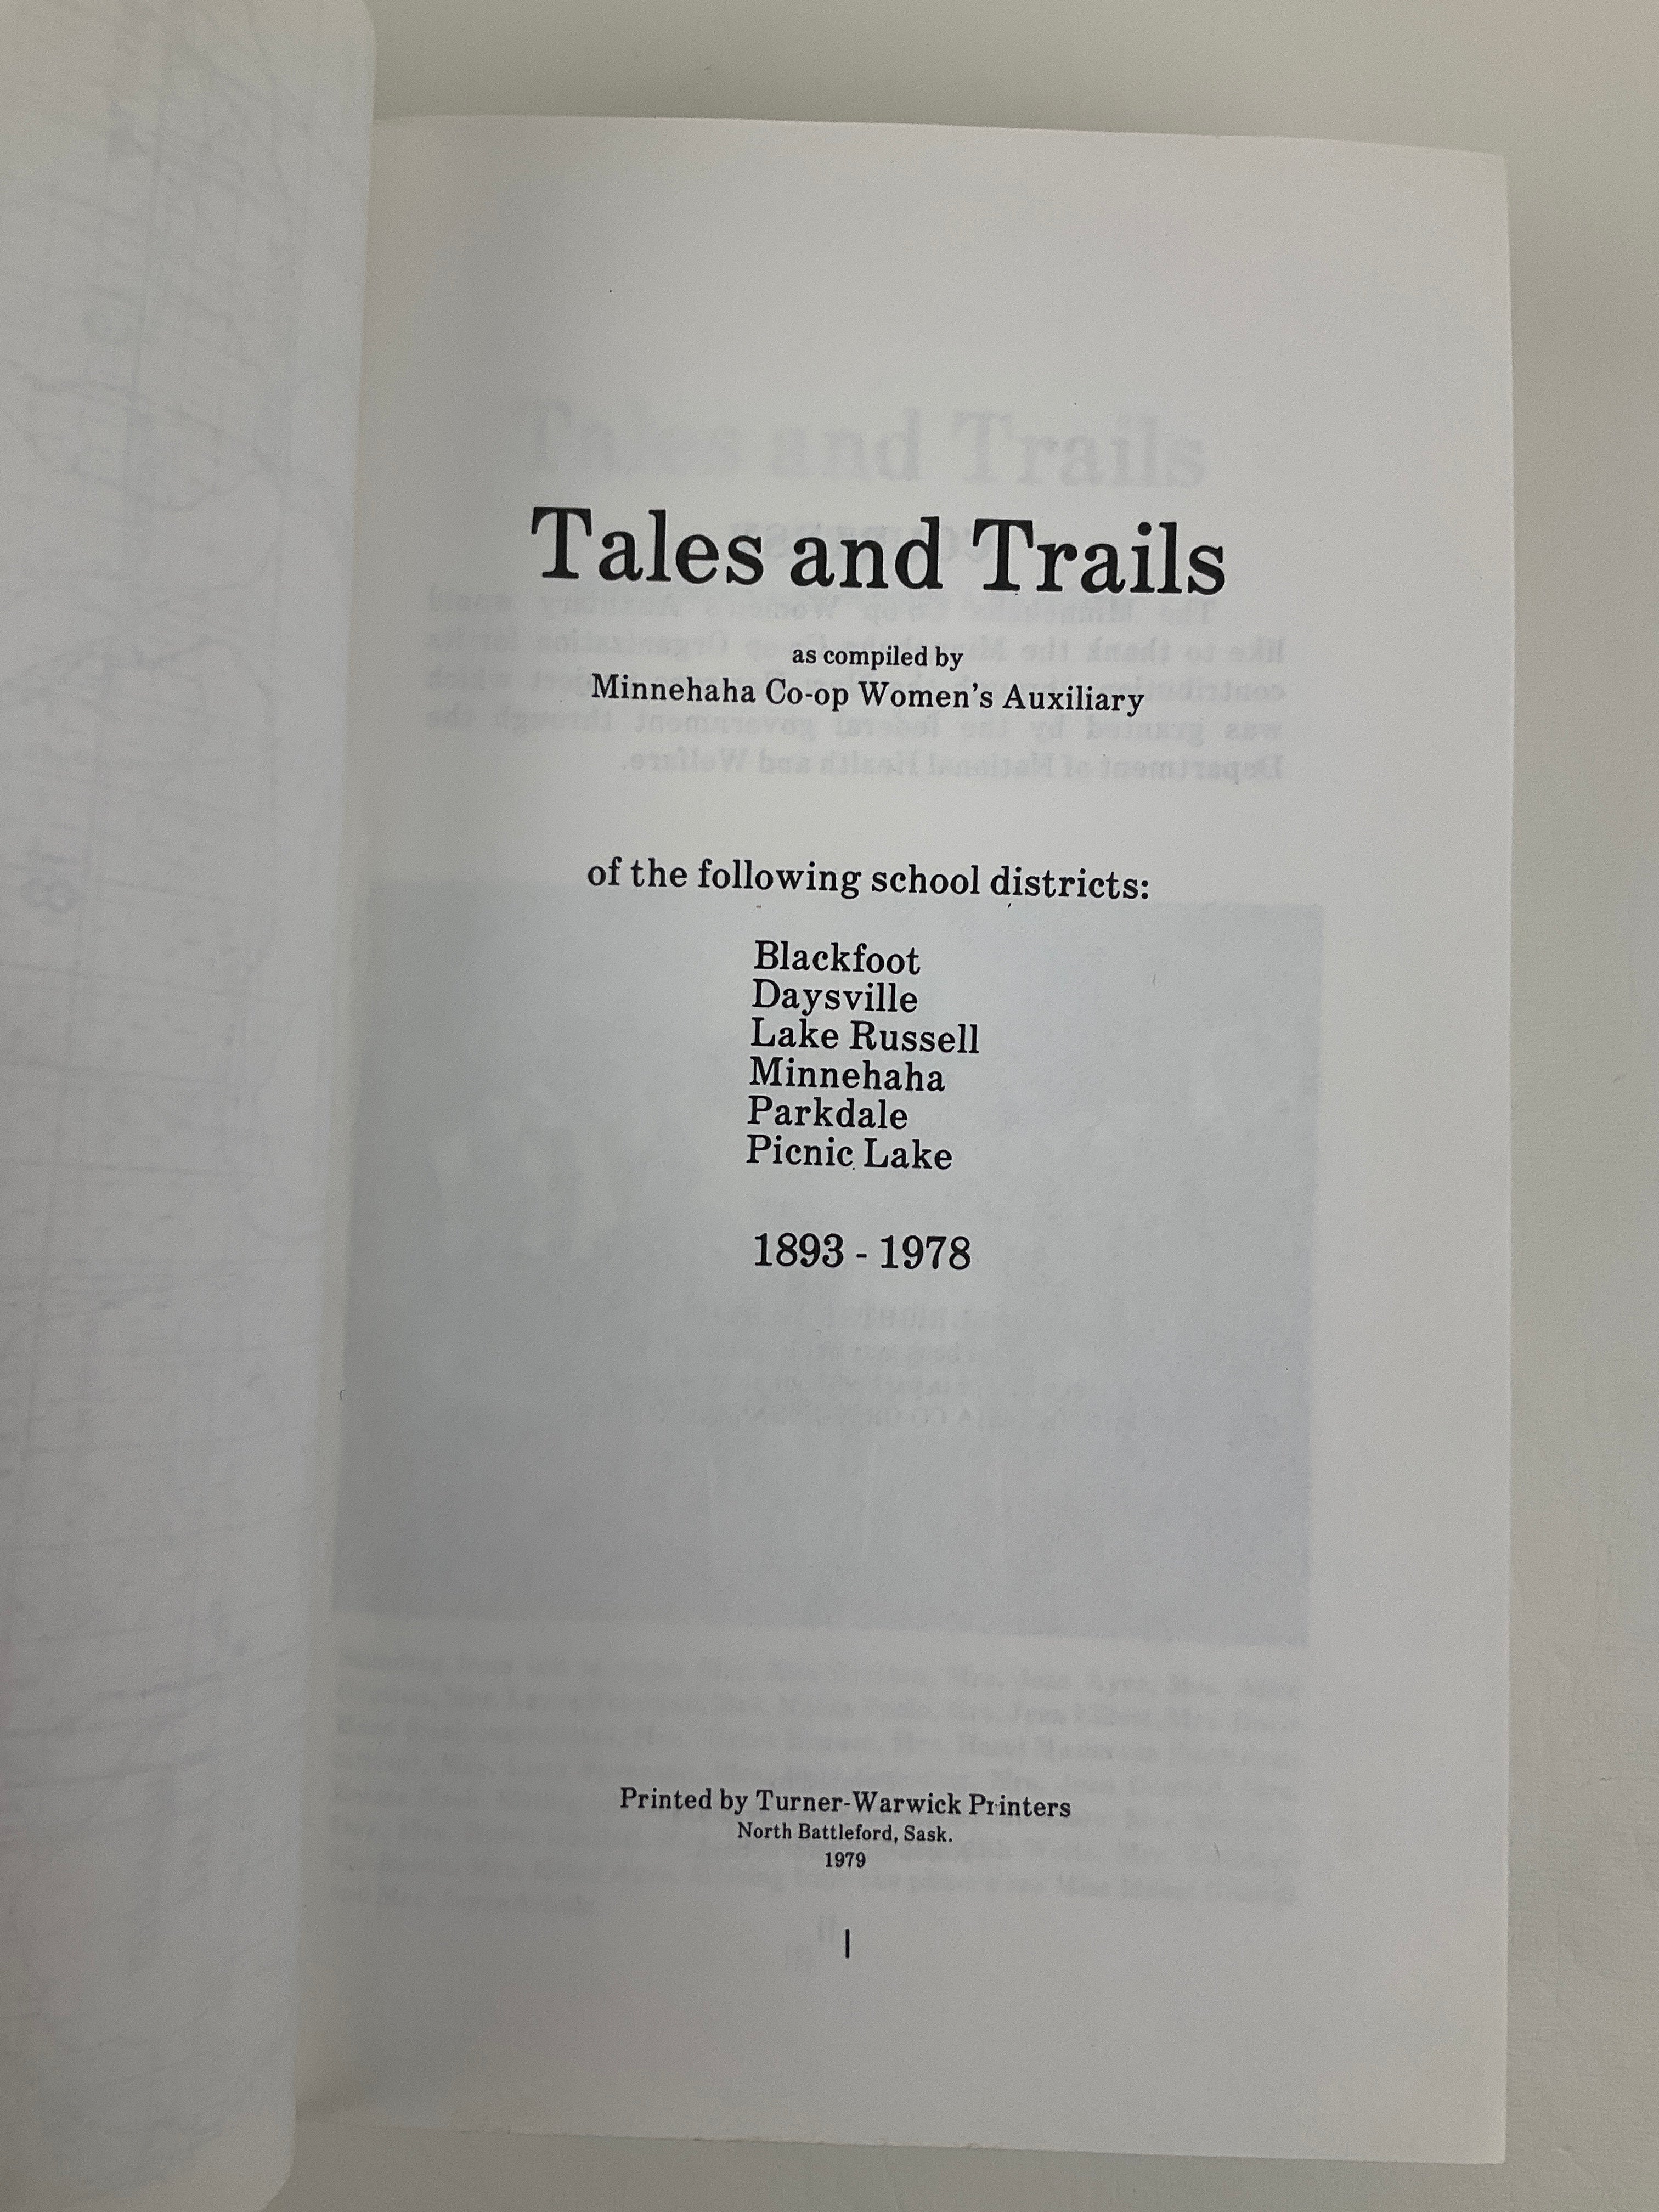 Tales and Trails
as compiled by
Minnehaha Co-op Women's Auxiliary
of the following school districts:
Blackfoot
Daysville
Lake Russell
Minnehaha
Parkdale
Picnic Lake
1893 - 1978
Printed by Turner-Warwick Printers
North Battleford, Sask.
1979
I